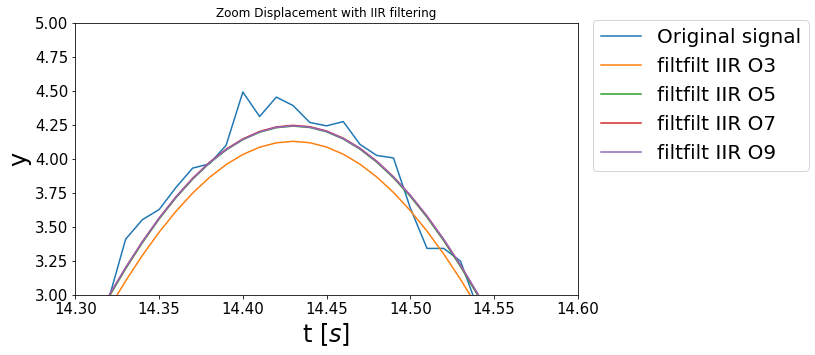 Zoom Displacement with IIR filtering
5.00
4.75
4.50
4.25
4.00
3.75
3.50
3.25
3.00
y
14.30 14.35 14.40 14.45 14.50 14.55 14.60
t [s]
Original signal
filtfilt IIR O3
filtfilt IIR O5
filtfilt IIR O7
filtfilt IIR O9